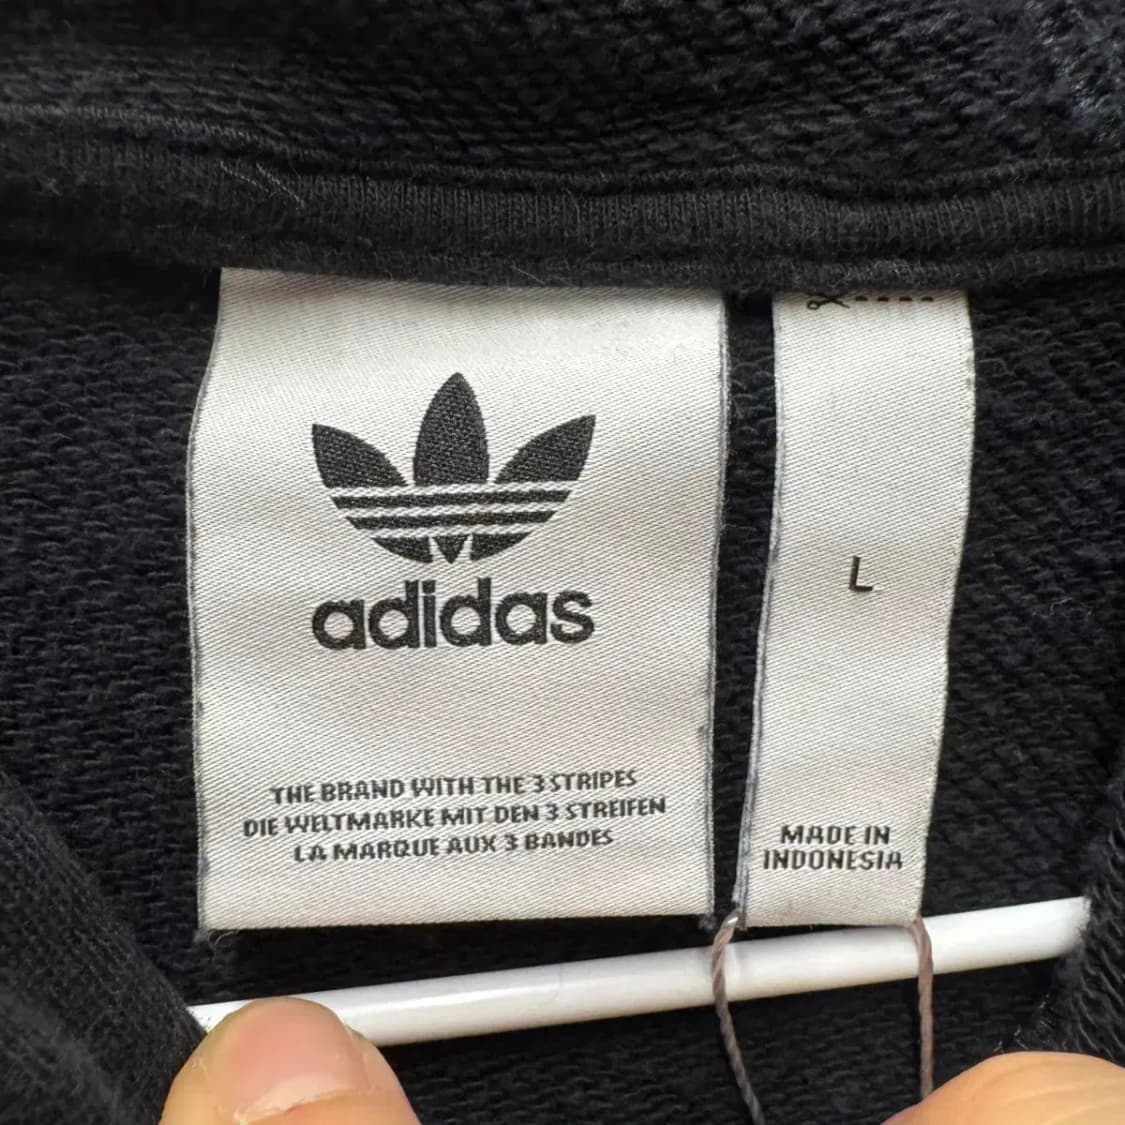 adidas
THE BRAND WITH THE 3 STRIPES
DIE WELTMARKE MIT DEN 3 STREIFEN
LA MARQUE AUX 3 BANDES
L
MADE IN
INDONESIA